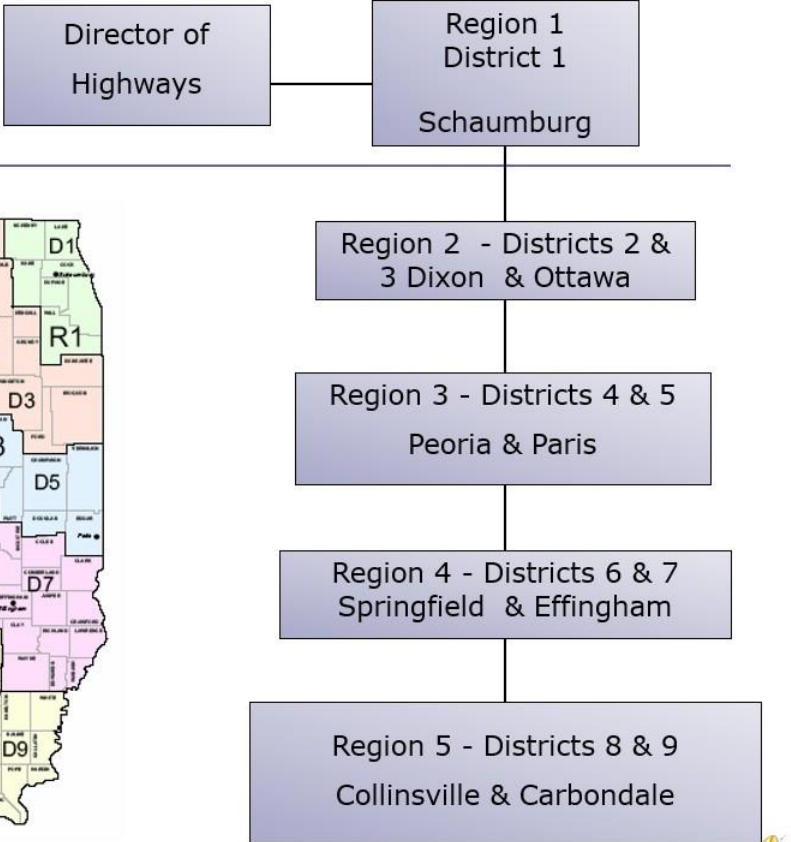 Director of
Highways
Region 1
District 1
Schaumburg
Region 2 - Districts 2 &
3 Dixon & Ottawa
Region 3 - Districts 4 & 5
Peoria & Paris
Region 4 - Districts 6 & 7
Springfield & Effingham
Region 5 - Districts 8 & 9
Collinsville & Carbondale
D1
R1
D3
D5
D7
D9